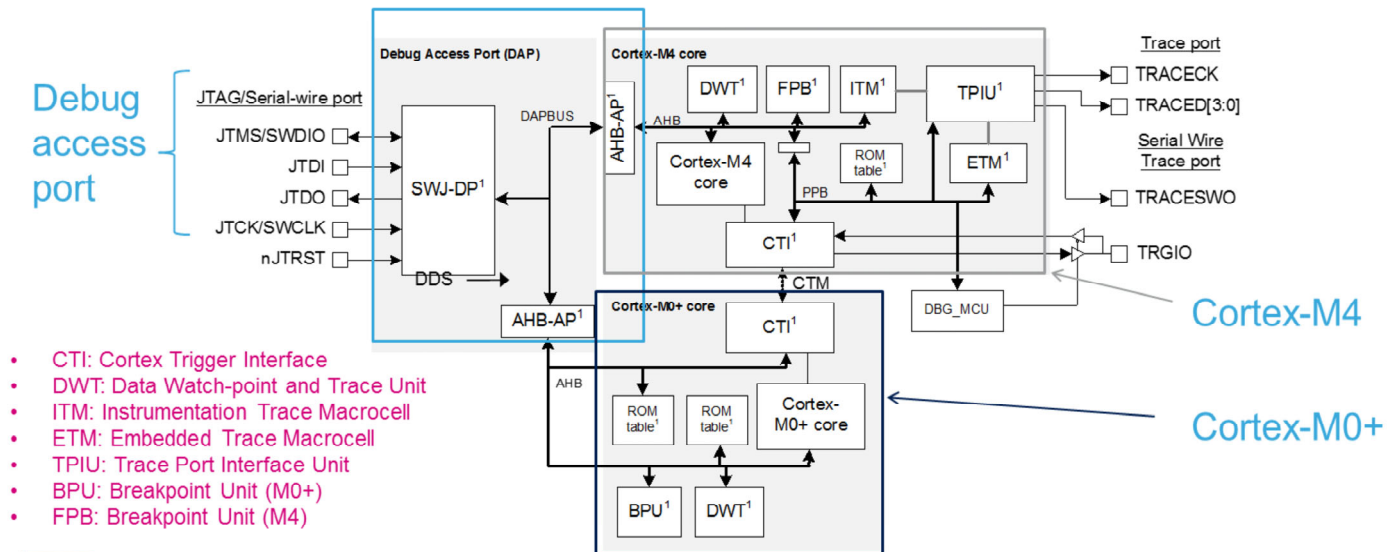 Debug
access
port
JTAG/Serial-wire port
JTMS/SWDIO
JTDI
JTDO
JTCK/SWCLK
nJTRST
Debug Access Port (DAP)
SWJ-DP¹
DDS
DAPBUS
AHB-AP¹
AHB-AP¹
Cortex-M4 core
AHB
DWT¹
FPB¹
ITM¹
TPIU¹
Cortex-M4
core
ROM
table¹
ETM¹
PPB
CTI¹
CTM
Trace port
TRACECK
TRACED[3:0]
Serial Wire
Trace port
TRACESWO
TRGIO
DBG_MCU
Cortex-M4
Cortex-M0+ core
CTI¹
AHB
ROM
table¹
ROM
table¹
Cortex-
M0+ core
BPU¹
DWT¹
Cortex-M0+
• CTI: Cortex Trigger Interface
• DWT: Data Watch-point and Trace Unit
• ITM: Instrumentation Trace Macrocell
• ETM: Embedded Trace Macrocell
• TPIU: Trace Port Interface Unit
• BPU: Breakpoint Unit (M0+)
• FPB: Breakpoint Unit (M4)